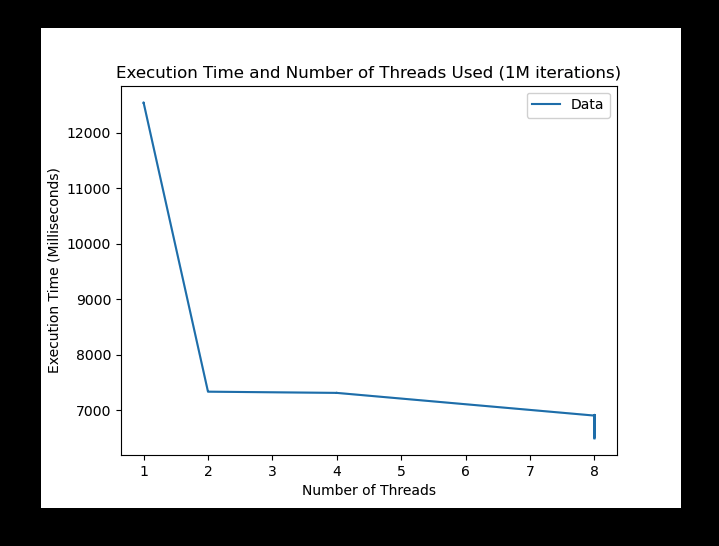 Execution Time and Number of Threads Used (1M iterations)
Data
12000
11000
10000
9000
8000
7000
Execution Time (Milliseconds)
1 2 3 4 5 6 7 8
Number of Threads